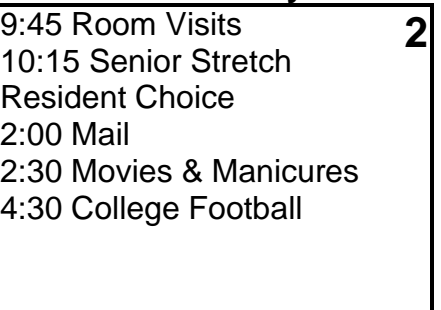 9:45 Room Visits
2
10:15 Senior Stretch
Resident Choice
2:00 Mail
2:30 Movies & Manicures
4:30 College Football